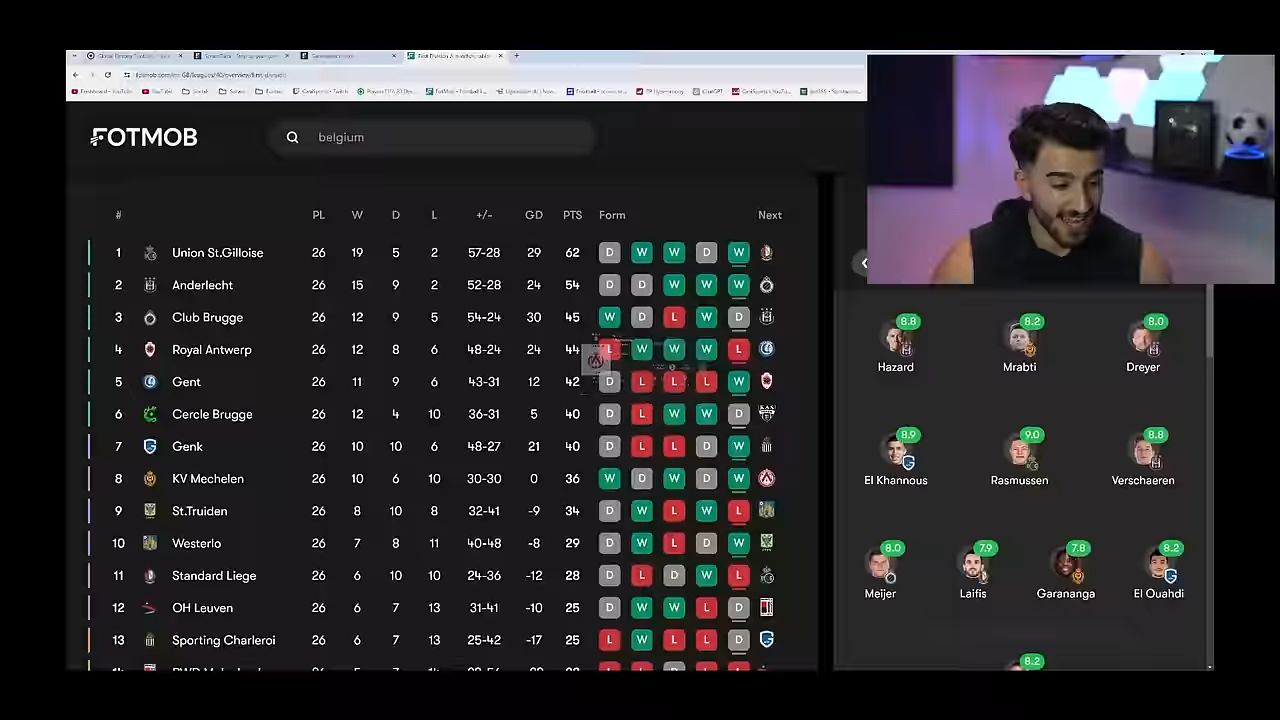 FOTMOB
belgium
# PL W D L +/- GD PTS Form Next
1 Union St.Gilloise 26 19 5 2 57-28 29 62 D W W D W
2 Anderlecht 26 15 9 2 52-28 24 54 D D W W W
3 Club Brugge 26 12 9 5 54-24 30 45 W D L W D
4 Royal Antwerp 26 12 8 6 48-24 24 44 L W W W L
5 Gent 26 11 9 6 43-31 12 42 D L L L W
6 Cercle Brugge 26 12 4 10 36-31 5 40 D L W W D
7 Genk 26 10 10 6 48-27 21 40 D L L D W
8 KV Mechelen 26 10 6 10 30-30 0 36 W D W D W
9 St.Truiden 26 8 10 8 32-41 -9 34 D W L W L
10 Westerlo 26 7 8 11 40-48 -8 29 D W L D W
11 Standard Liege 26 6 10 10 24-36 -12 28 D L D W L
12 OH Leuven 26 6 7 13 31-41 -10 25 D W W L D
13 Sporting Charleroi 26 6 7 13 25-42 -17 25 L W L L D
8.8 8.2 8.0
Hazard Mrabti Dreyer
8.9 9.0 8.8
El Khannous Rasmussen Verschaeren
8.0 7.9 7.8 8.2
Meijer Laifis Garananga El Ouahdi
8.2